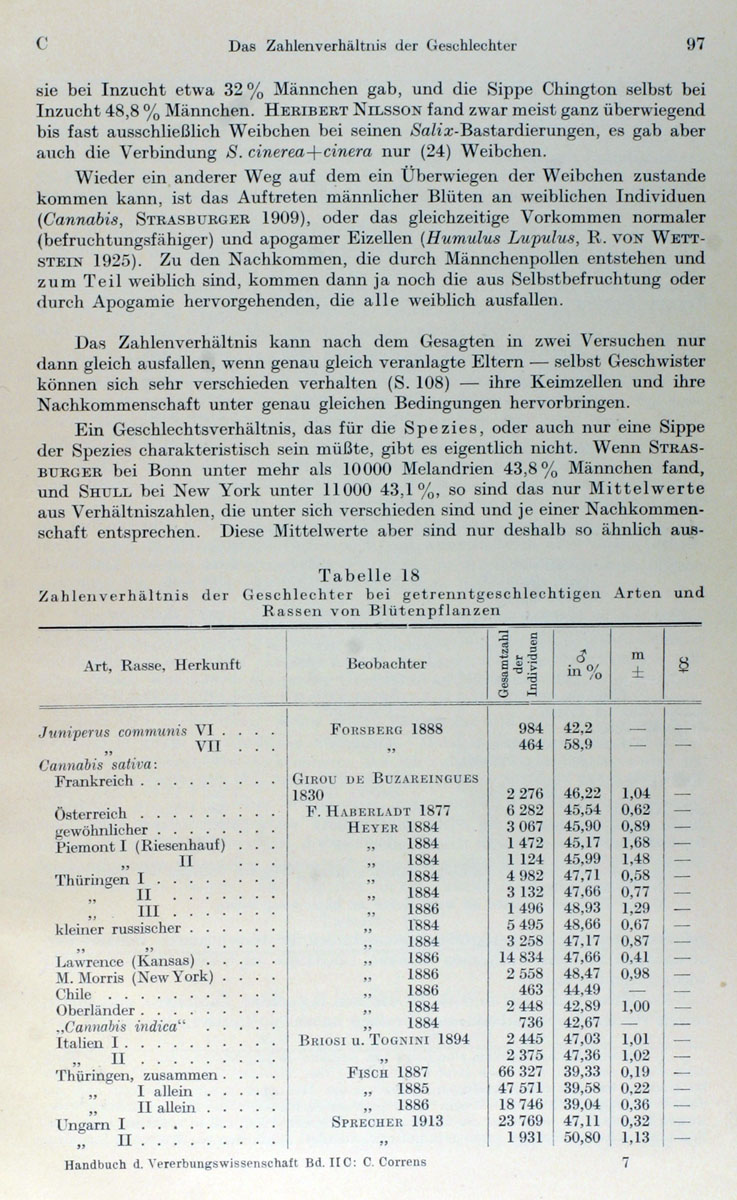 C Das Zahlenverhältnis der Geschlechter 97
sie bei Inzucht etwa 32 % Männchen gab, und die Sippe Chington selbst bei
Inzucht 48,8 % Männchen. HERIBERT NILSSON fand zwar meist ganz überwiegend
bis fast ausschließlich Weibchen bei seinen Salix-Bastardierungen, es gab aber
auch die Verbindung S. cinerea+cinera nur (24) Weibchen.
Wieder ein anderer Weg auf dem ein Überwiegen der Weibchen zustande
kommen kann, ist das Auftreten männlicher Blüten an weiblichen Individuen
(Cannabis, STRASBURGER 1909), oder das gleichzeitige Vorkommen normaler
(befruchtungsfähiger) und apogamer Eizellen (Humulus Lupulus, R. VON WETT-
STEIN 1925). Zu den Nachkommen, die durch Männchenpollen entstehen und
zum Teil weiblich sind, kommen dann ja noch die aus Selbstbefruchtung oder
durch Apogamie hervorgehenden, die alle weiblich ausfallen.
Das Zahlenverhältnis kann nach dem Gesagten in zwei Versuchen nur
dann gleich ausfallen, wenn genau gleich veranlagte Eltern — selbst Geschwister
können sich sehr verschieden verhalten (S. 108) — ihre Keimzellen und ihre
Nachkommenschaft unter genau gleichen Bedingungen hervorbringen.
Ein Geschlechtsverhältnis, das für die Spezies, oder auch nur eine Sippe
der Spezies charakteristisch sein müßte, gibt es eigentlich nicht. Wenn STRAS-
BURGER bei Bonn unter mehr als 10000 Melandrien 43,8% Männchen fand,
und SHULL bei New York unter 11000 43,1 %, so sind das nur Mittelwerte
aus Verhältniszahlen, die unter sich verschieden sind und je einer Nachkommen-
schaft entsprechen. Diese Mittelwerte aber sind nur deshalb so ähnlich aus-
Tabelle 18
Zahlenverhältnis der Geschlechter bei getrenntgeschlechtigen Arten und
Rassen von Blütenpflanzen
Art, Rasse, Herkunft Beobachter Gesamtzahl der Individuen ♂ in % m ± ⚥
Juniperus communis VI . . . . FORSBERG 1888 984 42,2 — —
„ VII . . . „ 464 58,9 — —
Cannabis sativa:
Frankreich . . . . . . . . . GIROU DE BUZAREINGUES
1830 2 276 46,22 1,04 —
Österreich . . . . . . . . . F. HABERLADT 1877 6 282 45,54 0,62 —
gewöhnlicher . . . . . . . . HEYER 1884 3 067 45,90 0,89 —
Piemont I (Riesenhauf) . . . „ 1884 1 472 45,17 1,68 —
„ II . . . „ 1884 1 124 45,99 1,48 —
Thüringen I . . . . . . . . „ 1884 4 982 47,71 0,58 —
„ II . . . . . . . „ 1884 3 132 47,66 0,77 —
„ III . . . . . . . „ 1886 1 496 48,93 1,29 —
kleiner russischer . . . . . . „ 1884 5 495 48,66 0,67 —
„ „ . . . . . „ 1884 3 258 47,17 0,87 —
Lawrence (Kansas) . . . . . „ 1886 14 834 47,66 0,41 —
M. Morris (New York) . . . . „ 1886 2 558 48,47 0,98 —
Chile . . . . . . . . . . . „ 1886 463 44,49 — —
Oberländer . . . . . . . . . „ 1884 2 448 42,89 1,00 —
„Cannabis indica“ . . . . . „ 1884 736 42,67 — —
Italien I . . . . . . . . . . BRIOSI u. TOGNINI 1894 2 445 47,03 1,01 —
„ II . . . . . . . . . „ 2 375 47,36 1,02 —
Thüringen, zusammen . . . . FISCH 1887 66 327 39,33 0,19 —
„ I allein . . . . . „ 1885 47 571 39,58 0,22 —
„ II allein . . . . . „ 1886 18 746 39,04 0,36 —
Ungarn I . . . . . . . . . SPRECHER 1913 23 769 47,11 0,32 —
„ II . . . . . . . . . „ 1 931 50,80 1,13 —
Handbuch d. Vererbungswissenschaft Bd. II C: C. Correns 7